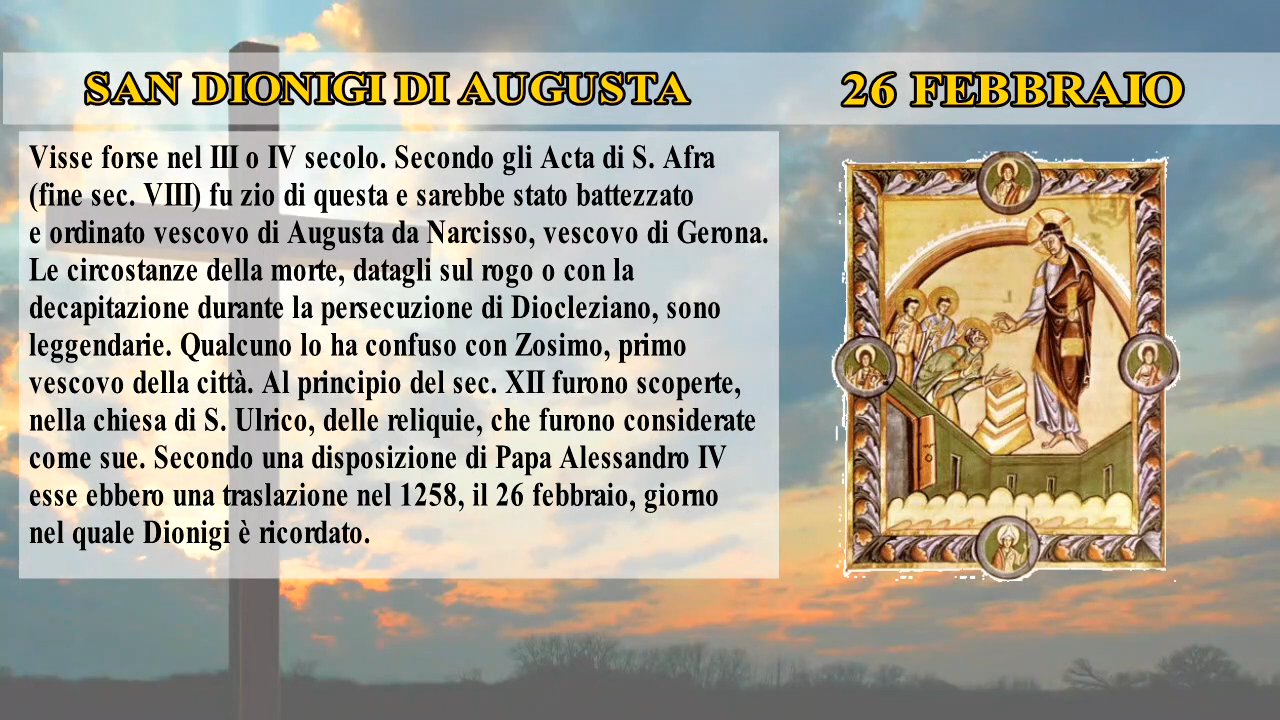 SAN DIONIGI DI AUGUSTA
26 FEBBRAIO
Visse forse nel III o IV secolo. Secondo gli Acta di S. Afra
(fine sec. VIII) fu zio di questa e sarebbe stato battezzato
e ordinato vescovo di Augusta da Narcisso, vescovo di Gerona.
Le circostanze della morte, datagli sul rogo o con la
decapitazione durante la persecuzione di Diocleziano, sono
leggendarie. Qualcuno lo ha confuso con Zosimo, primo
vescovo della città. Al principio del sec. XII furono scoperte,
nella chiesa di S. Ulrico, delle reliquie, che furono considerate
come sue. Secondo una disposizione di Papa Alessandro IV
esse ebbero una traslazione nel 1258, il 26 febbraio, giorno
nel quale Dionigi è ricordato.